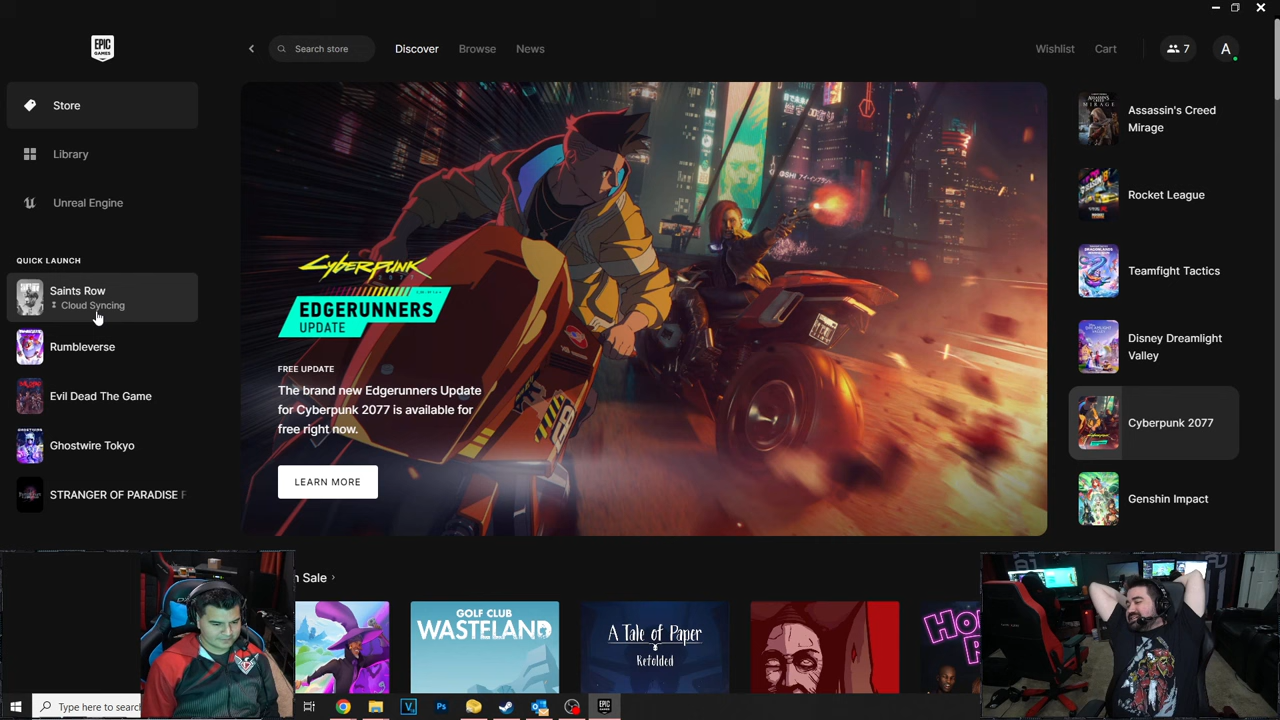 EPIC
GAMES
Search store
Discover
Browse
News
Wishlist
Cart
7
A
Store
Library
Unreal Engine
QUICK LAUNCH
Saints Row
Cloud Syncing
Rumbleverse
Evil Dead The Game
Ghostwire Tokyo
STRANGER OF PARADISE F
CYBERPUNK
2077
EDGERUNNERS
UPDATE
FREE UPDATE
The brand new Edgerunners Update
for Cyberpunk 2077 is available for
free right now.
LEARN MORE
Assassin's Creed
Mirage
Rocket League
Teamfight Tactics
Disney Dreamlight
Valley
Cyberpunk 2077
Genshin Impact
n Sale
GOLF CLUB
WASTELAND
A Tale of Paper
Refolded
HO
Type here to search
Ps
EPIC